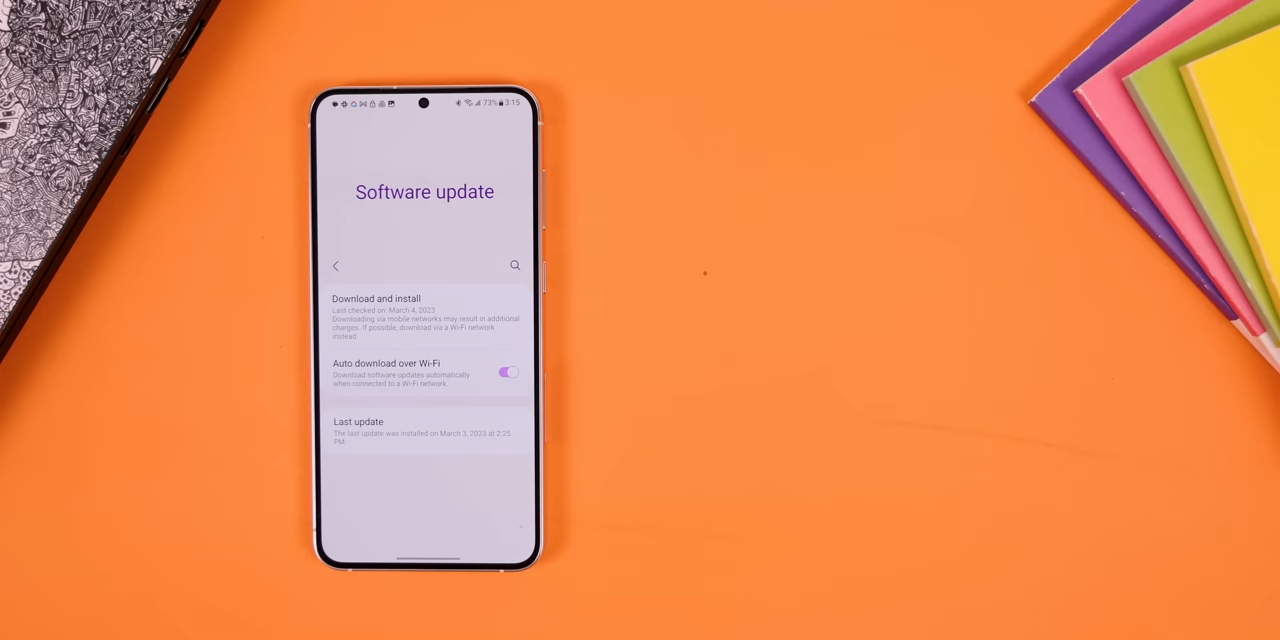 73% 3:15
Software update
Download and install
Last checked on: March 4, 2023
Downloading via mobile networks may result in additional
charges. If possible, download via a Wi-Fi network
instead.
Auto download over Wi-Fi
Download software updates automatically
when connected to a Wi-Fi network.
Last update
The last update was installed on March 3, 2023 at 2:25
PM.